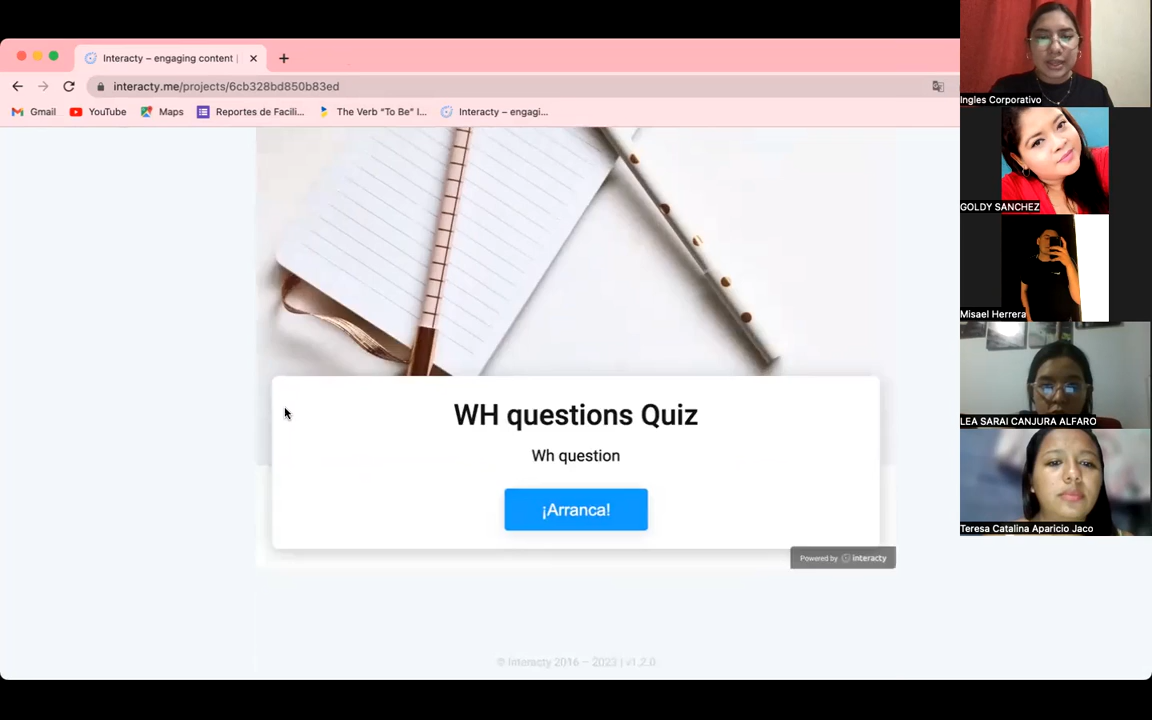 Interacty – engaging content |
interacty.me/projects/6cb328bd850b83ed
Gmail
YouTube
Maps
Reportes de Facili...
The Verb "To Be" I...
Interacty – engagi...
WH questions Quiz
Wh question
¡Arranca!
Powered by interacty
© Interacty 2016 – 2023 | v1.2.0
Ingles Corporativo
GOLDY SANCHEZ
Misael Herrera
LEA SARAI CANJURA ALFARO
Teresa Catalina Aparicio Jaco